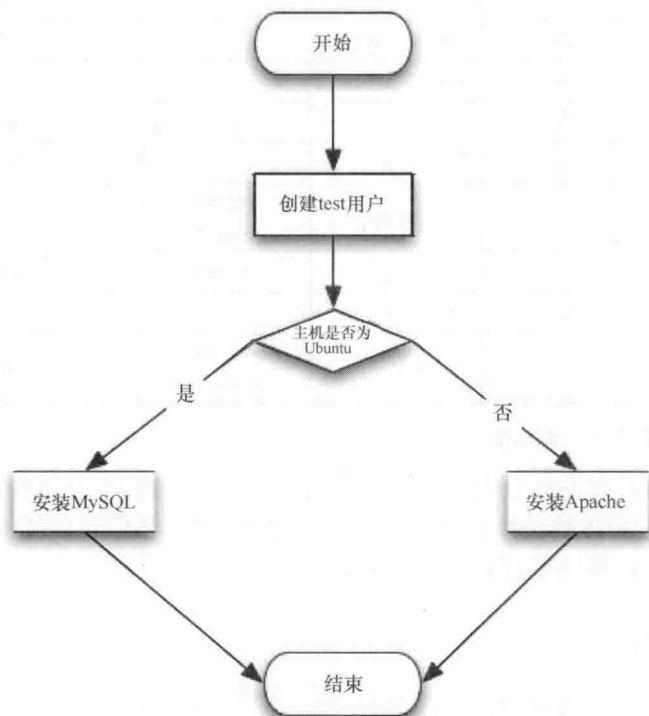 开始
创建test用户
主机是否为
Ubuntu
是
否
安装MySQL
安装Apache
结束